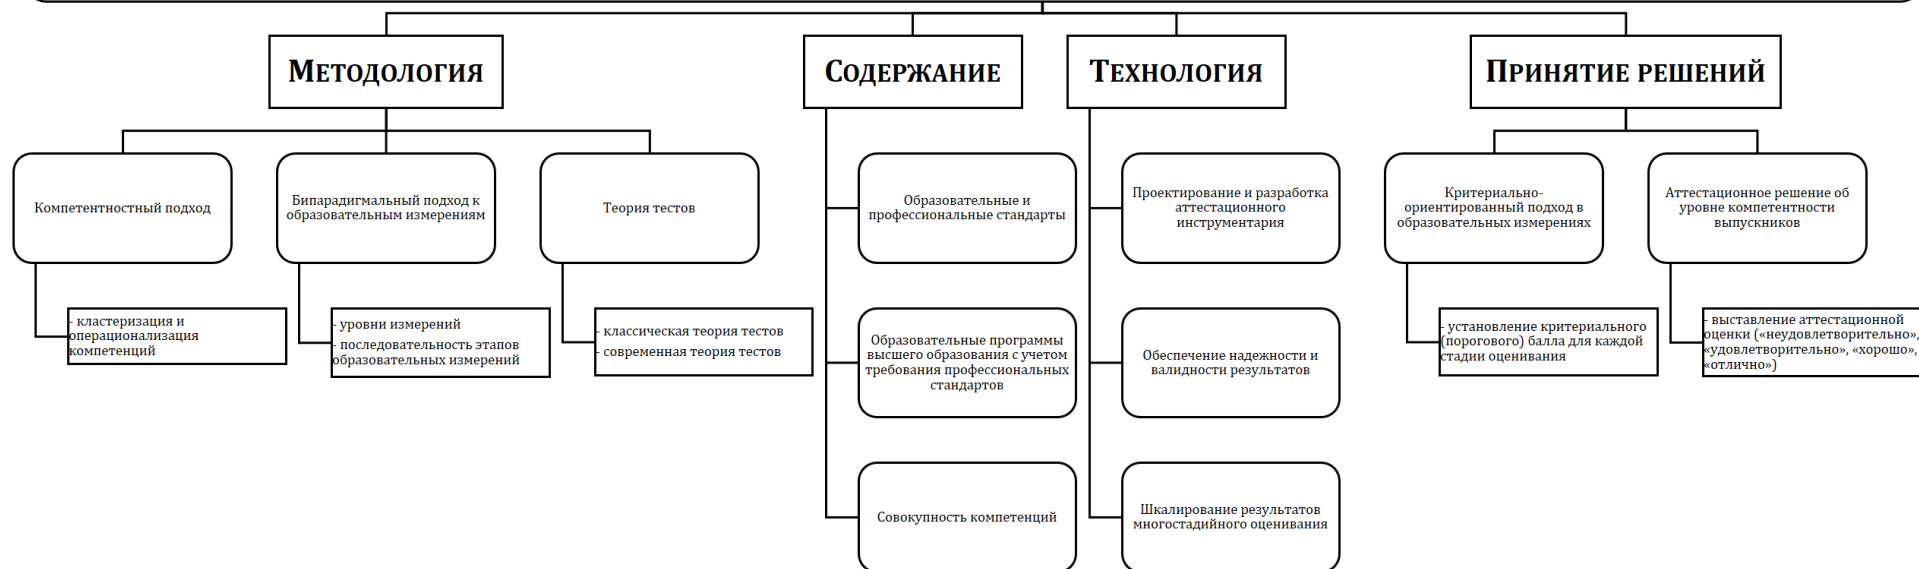 МЕТОДОЛОГИЯ
СОДЕРЖАНИЕ
ТЕХНОЛОГИЯ
ПРИНЯТИЕ РЕШЕНИЙ
Компетентностный подход
Бипарадигмальный подход к
образовательным измерениям
Теория тестов
Образовательные и
профессиональные стандарты
Проектирование и разработка
аттестационного
инструментария
Критериально-
ориентированный подход в
образовательных измерениях
Аттестационное решение об
уровне компетентности
выпускников
- кластеризация и
операционализация
компетенций
- уровни измерений
- последовательность этапов
образовательных измерений
- классическая теория тестов
- современная теория тестов
Образовательные программы
высшего образования с учетом
требования профессиональных
стандартов
Обеспечение надежности и
валидности результатов
- установление критериального
(порогового) балла для каждой
стадии оценивания
- выставление аттестационной
оценки («неудовлетворительно»,
«удовлетворительно», «хорошо»,
«отлично»)
Совокупность компетенций
Шкалирование результатов
многостадийного оценивания